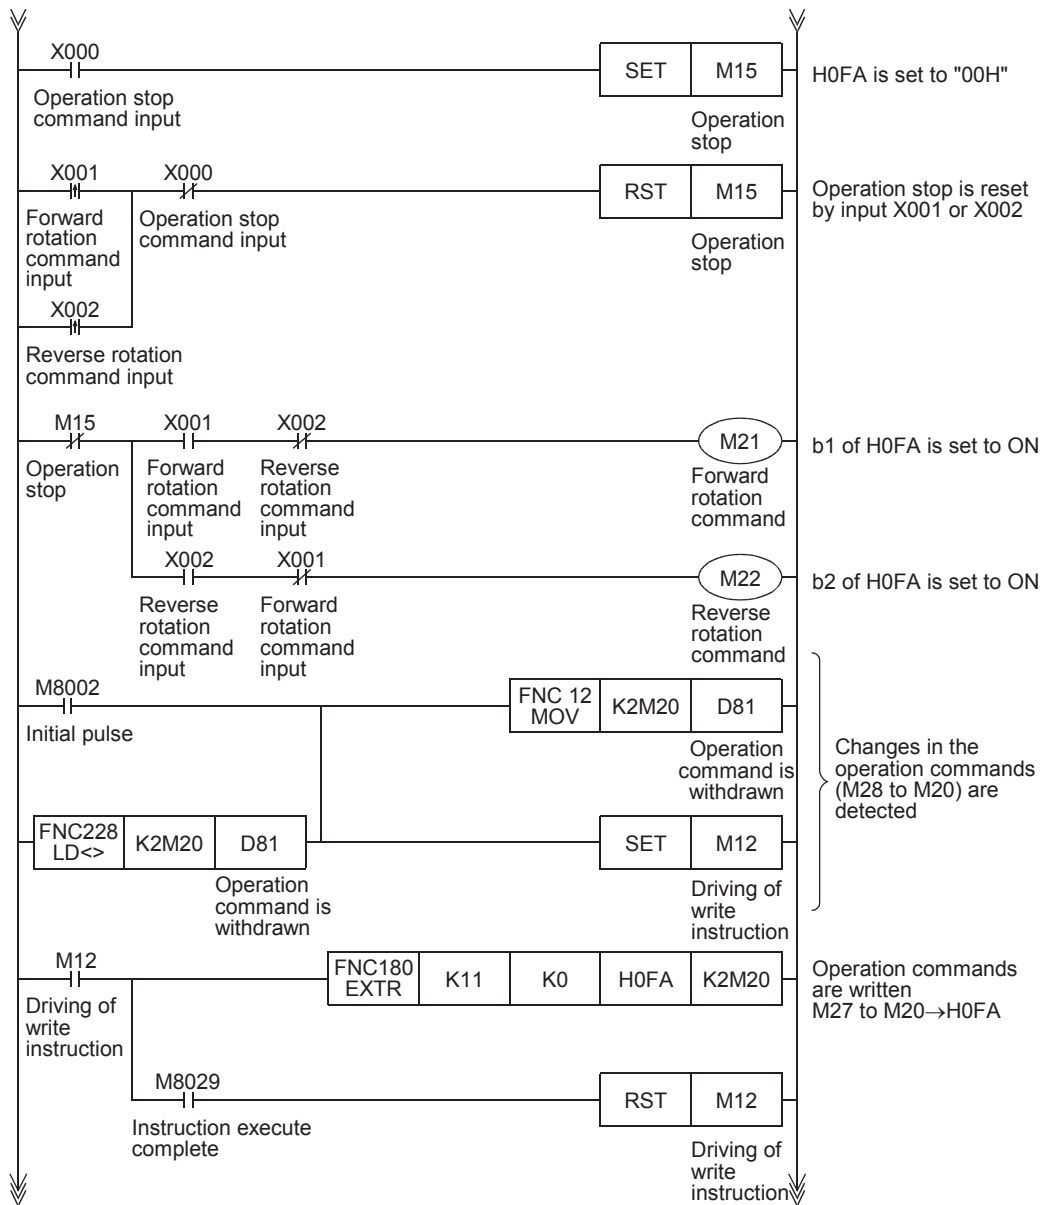 X000
SET M15
H0FA is set to "00H"
Operation stop
command input
Operation
stop
X001 X000
RST M15
Operation stop is reset
by input X001 or X002
Forward
rotation
command
input
Operation stop
command input
Operation
stop
X002
Reverse rotation
command input
M15 X001 X002
M21
b1 of H0FA is set to ON
Operation
stop
Forward
rotation
command
input
Reverse
rotation
command
input
Forward
rotation
command
X002 X001
M22
b2 of H0FA is set to ON
Reverse
rotation
command
input
Forward
rotation
command
input
Reverse
rotation
command
M8002
FNC 12
MOV
K2M20 D81
Initial pulse
Operation
command is
withdrawn
Changes in the
operation commands
(M28 to M20) are
detected
FNC228
LD<>
K2M20 D81
SET M12
Operation
command is
withdrawn
Driving of
write
instruction
M12
FNC180
EXTR
K11 K0 H0FA K2M20
Operation commands
are written
M27 to M20→H0FA
Driving of
write
instruction
M8029
RST M12
Instruction execute
complete
Driving of
write
instruction